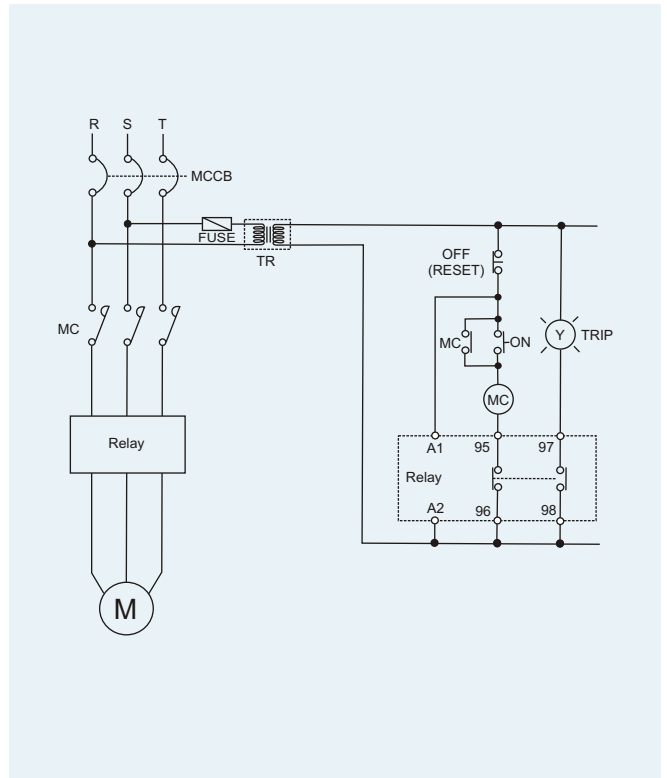 R S T
MCCB
FUSE
TR
OFF
(RESET)
MC
MC
ON
Y
TRIP
MC
Relay
A1
95
97
Relay
A2
96
98
M